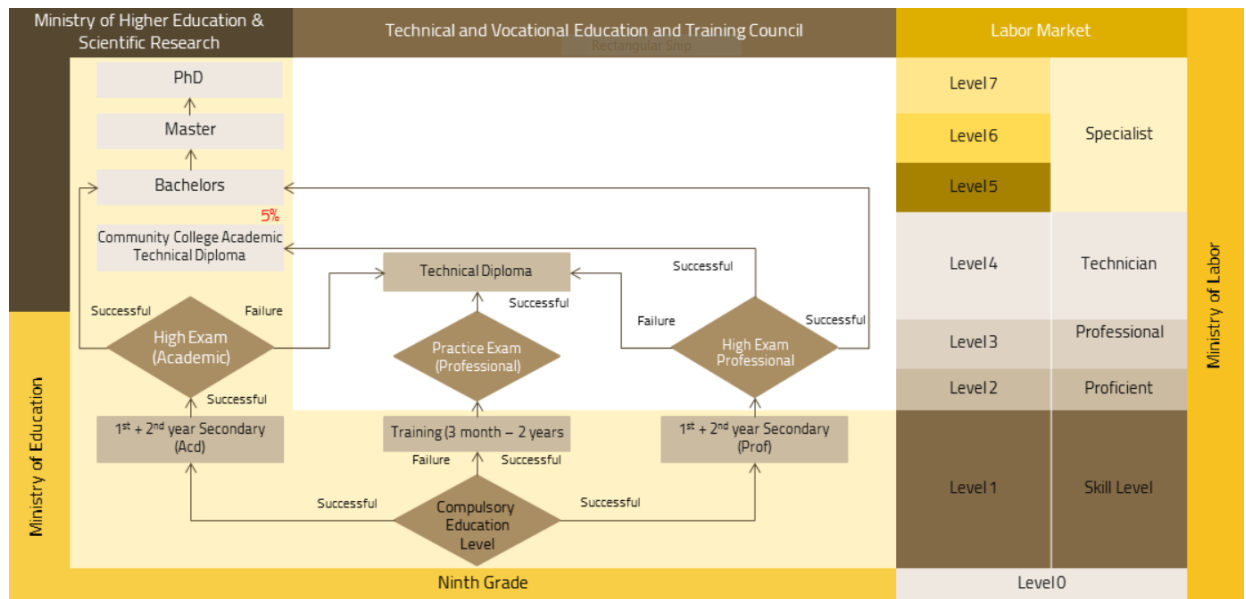 Ministry of Higher Education &
Scientific Research
Technical and Vocational Education and Training Council
Rectangular Snip
Labor Market
PhD
Level 7
Master
Level 6
Specialist
Bachelors
Level 5
5%
Community College Academic
Technical Diploma
Technical Diploma
Successful
Level 4
Technician
Successful
Failure
Successful
Failure
Successful
High Exam
(Academic)
Practice Exam
(Professional)
High Exam
Professional
Level 3
Professional
Level 2
Proficient
Successful
1st + 2nd year Secondary
(Acd)
Training (3 month – 2 years
1st + 2nd year Secondary
(Prof)
Failure
Successful
Successful
Successful
Compulsory
Education
Level
Level 1
Skill Level
Ninth Grade
Level 0
Ministry of Education
Ministry of Labor